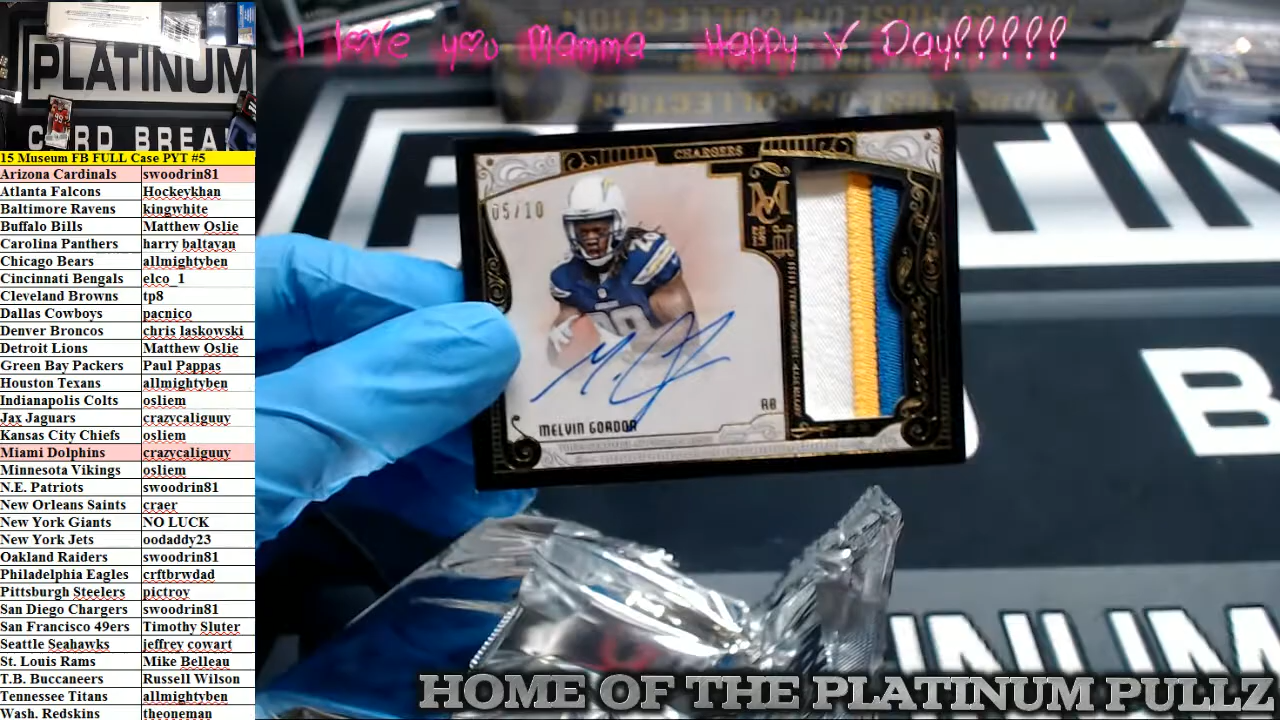 I love you Mamma Happy V Day!!!!!
PLATINUM
CARD BREA
15 Museum FB FULL Case PYT #5
Arizona Cardinals swoodrin81
Atlanta Falcons Hockeykhan
Baltimore Ravens kingwhite
Buffalo Bills Matthew Oslie
Carolina Panthers harry baltayan
Chicago Bears allmightyben
Cincinnati Bengals elco_1
Cleveland Browns tp8
Dallas Cowboys pacnico
Denver Broncos chris laskowski
Detroit Lions Matthew Oslie
Green Bay Packers Paul Pappas
Houston Texans allmightyben
Indianapolis Colts osliem
Jax Jaguars crazycaliguuy
Kansas City Chiefs osliem
Miami Dolphins crazycaliguuy
Minnesota Vikings osliem
N.E. Patriots swoodrin81
New Orleans Saints craer
New York Giants NO LUCK
New York Jets oodaddy23
Oakland Raiders swoodrin81
Philadelphia Eagles crftbrwdad
Pittsburgh Steelers pictroy
San Diego Chargers swoodrin81
San Francisco 49ers Timothy Sluter
Seattle Seahawks jeffrey cowart
St. Louis Rams Mike Belleau
T.B. Buccaneers Russell Wilson
Tennessee Titans allmightyben
Wash. Redskins theoneman
CHARGERS
05/10
MELVIN GORDON
RB
HOME OF THE PLATINUM PULLZ